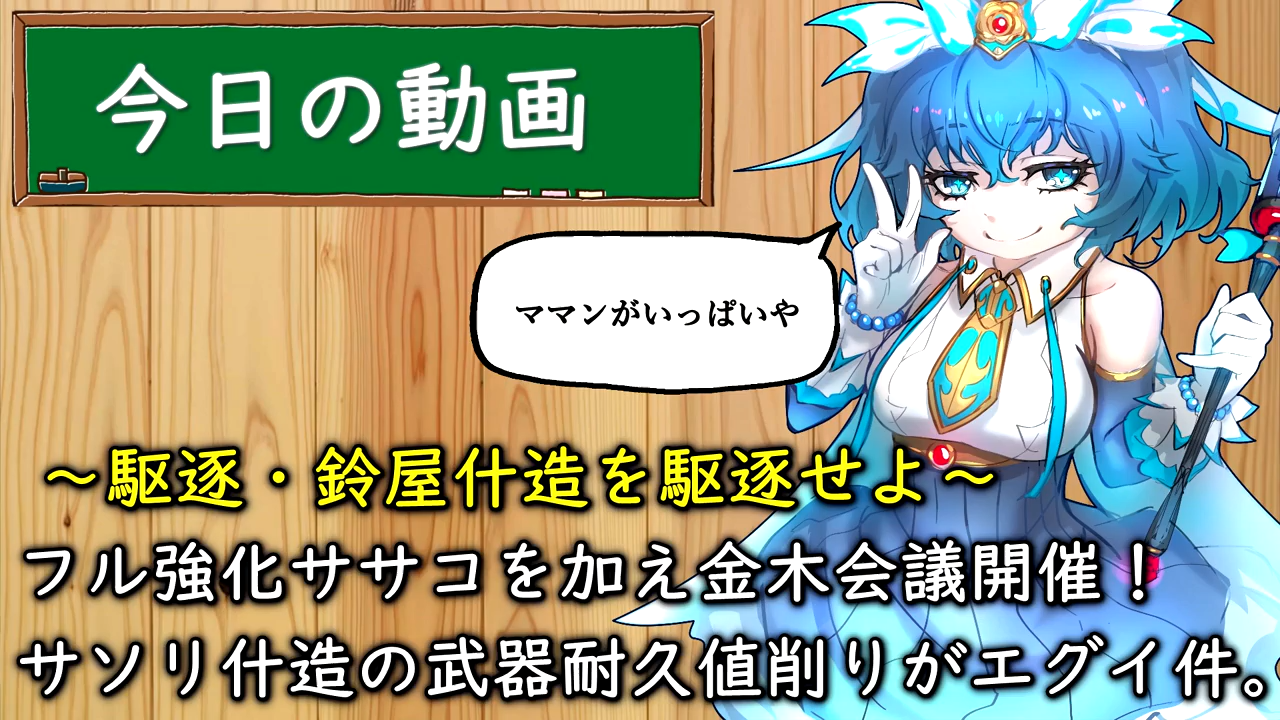 今日の動画
ママンがいっぱいや
～駆逐・鈴屋什造を駆逐せよ～
フル強化ササコを加え金木会議開催！
サソリ什造の武器耐久値削りがエグイ件。